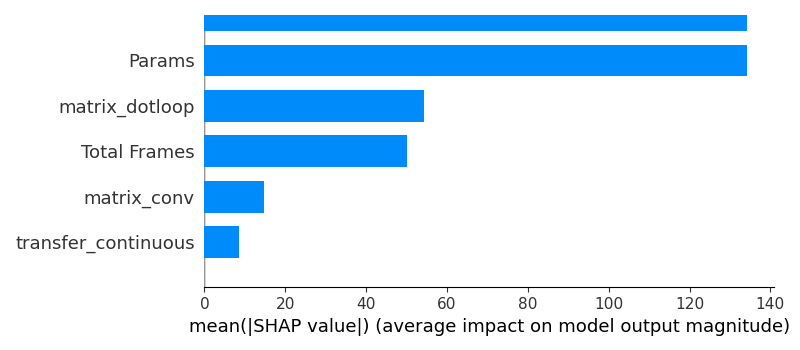 Params
matrix_dotloop
Total Frames
matrix_conv
transfer_continuous
0 20 40 60 80 100 120 140
mean(|SHAP value|) (average impact on model output magnitude)